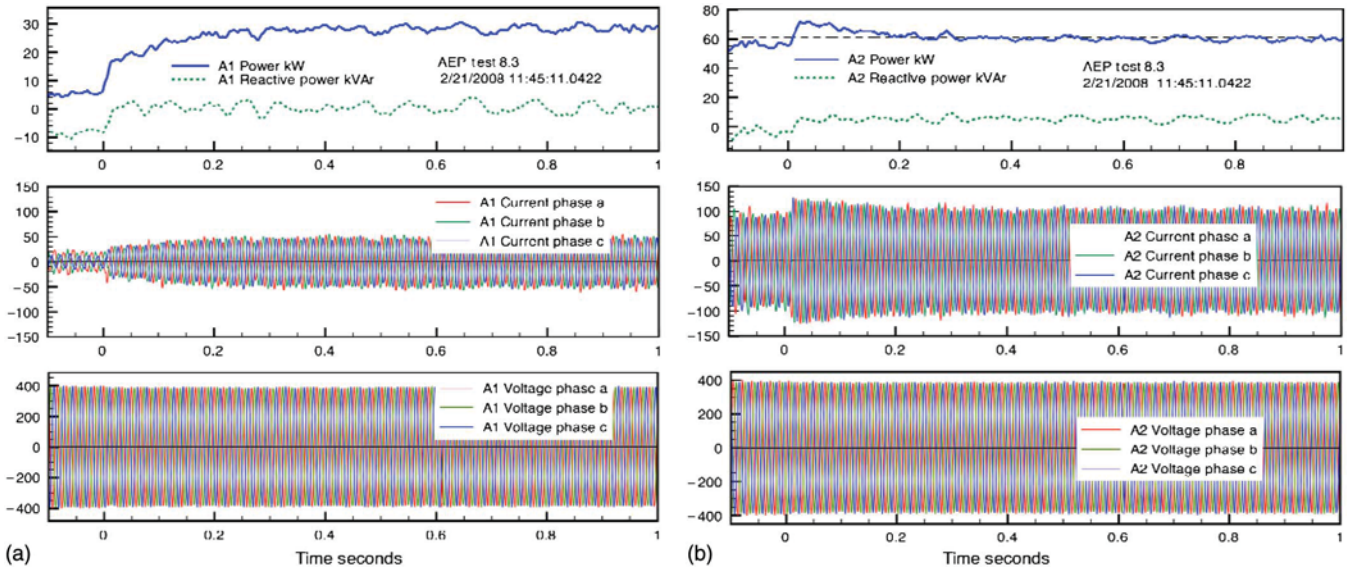 30
20
10
0
−10
A1 Power kW
A1 Reactive power kVAr
AEP test 8.3
2/21/2008 11:45:11.0422
0 0.2 0.4 0.6 0.8 1
150
100
50
0
−50
−100
−150
A1 Current phase a
A1 Current phase b
A1 Current phase c
0 0.2 0.4 0.6 0.8 1
400
200
0
−200
−400
A1 Voltage phase a
A1 Voltage phase b
A1 Voltage phase c
0 0.2 0.4 0.6 0.8 1
(a)
Time seconds
80
60
40
20
0
A2 Power kW
A2 Reactive power kVAr
AEP test 8.3
2/21/2008 11:45:11.0422
0 0.2 0.4 0.6 0.8 1
150
100
50
0
−50
−100
−150
A2 Current phase a
A2 Current phase b
A2 Current phase c
0 0.2 0.4 0.6 0.8 1
400
200
0
−200
−400
A2 Voltage phase a
A2 Voltage phase b
A2 Voltage phase c
0 0.2 0.4 0.6 0.8 1
(b)
Time seconds